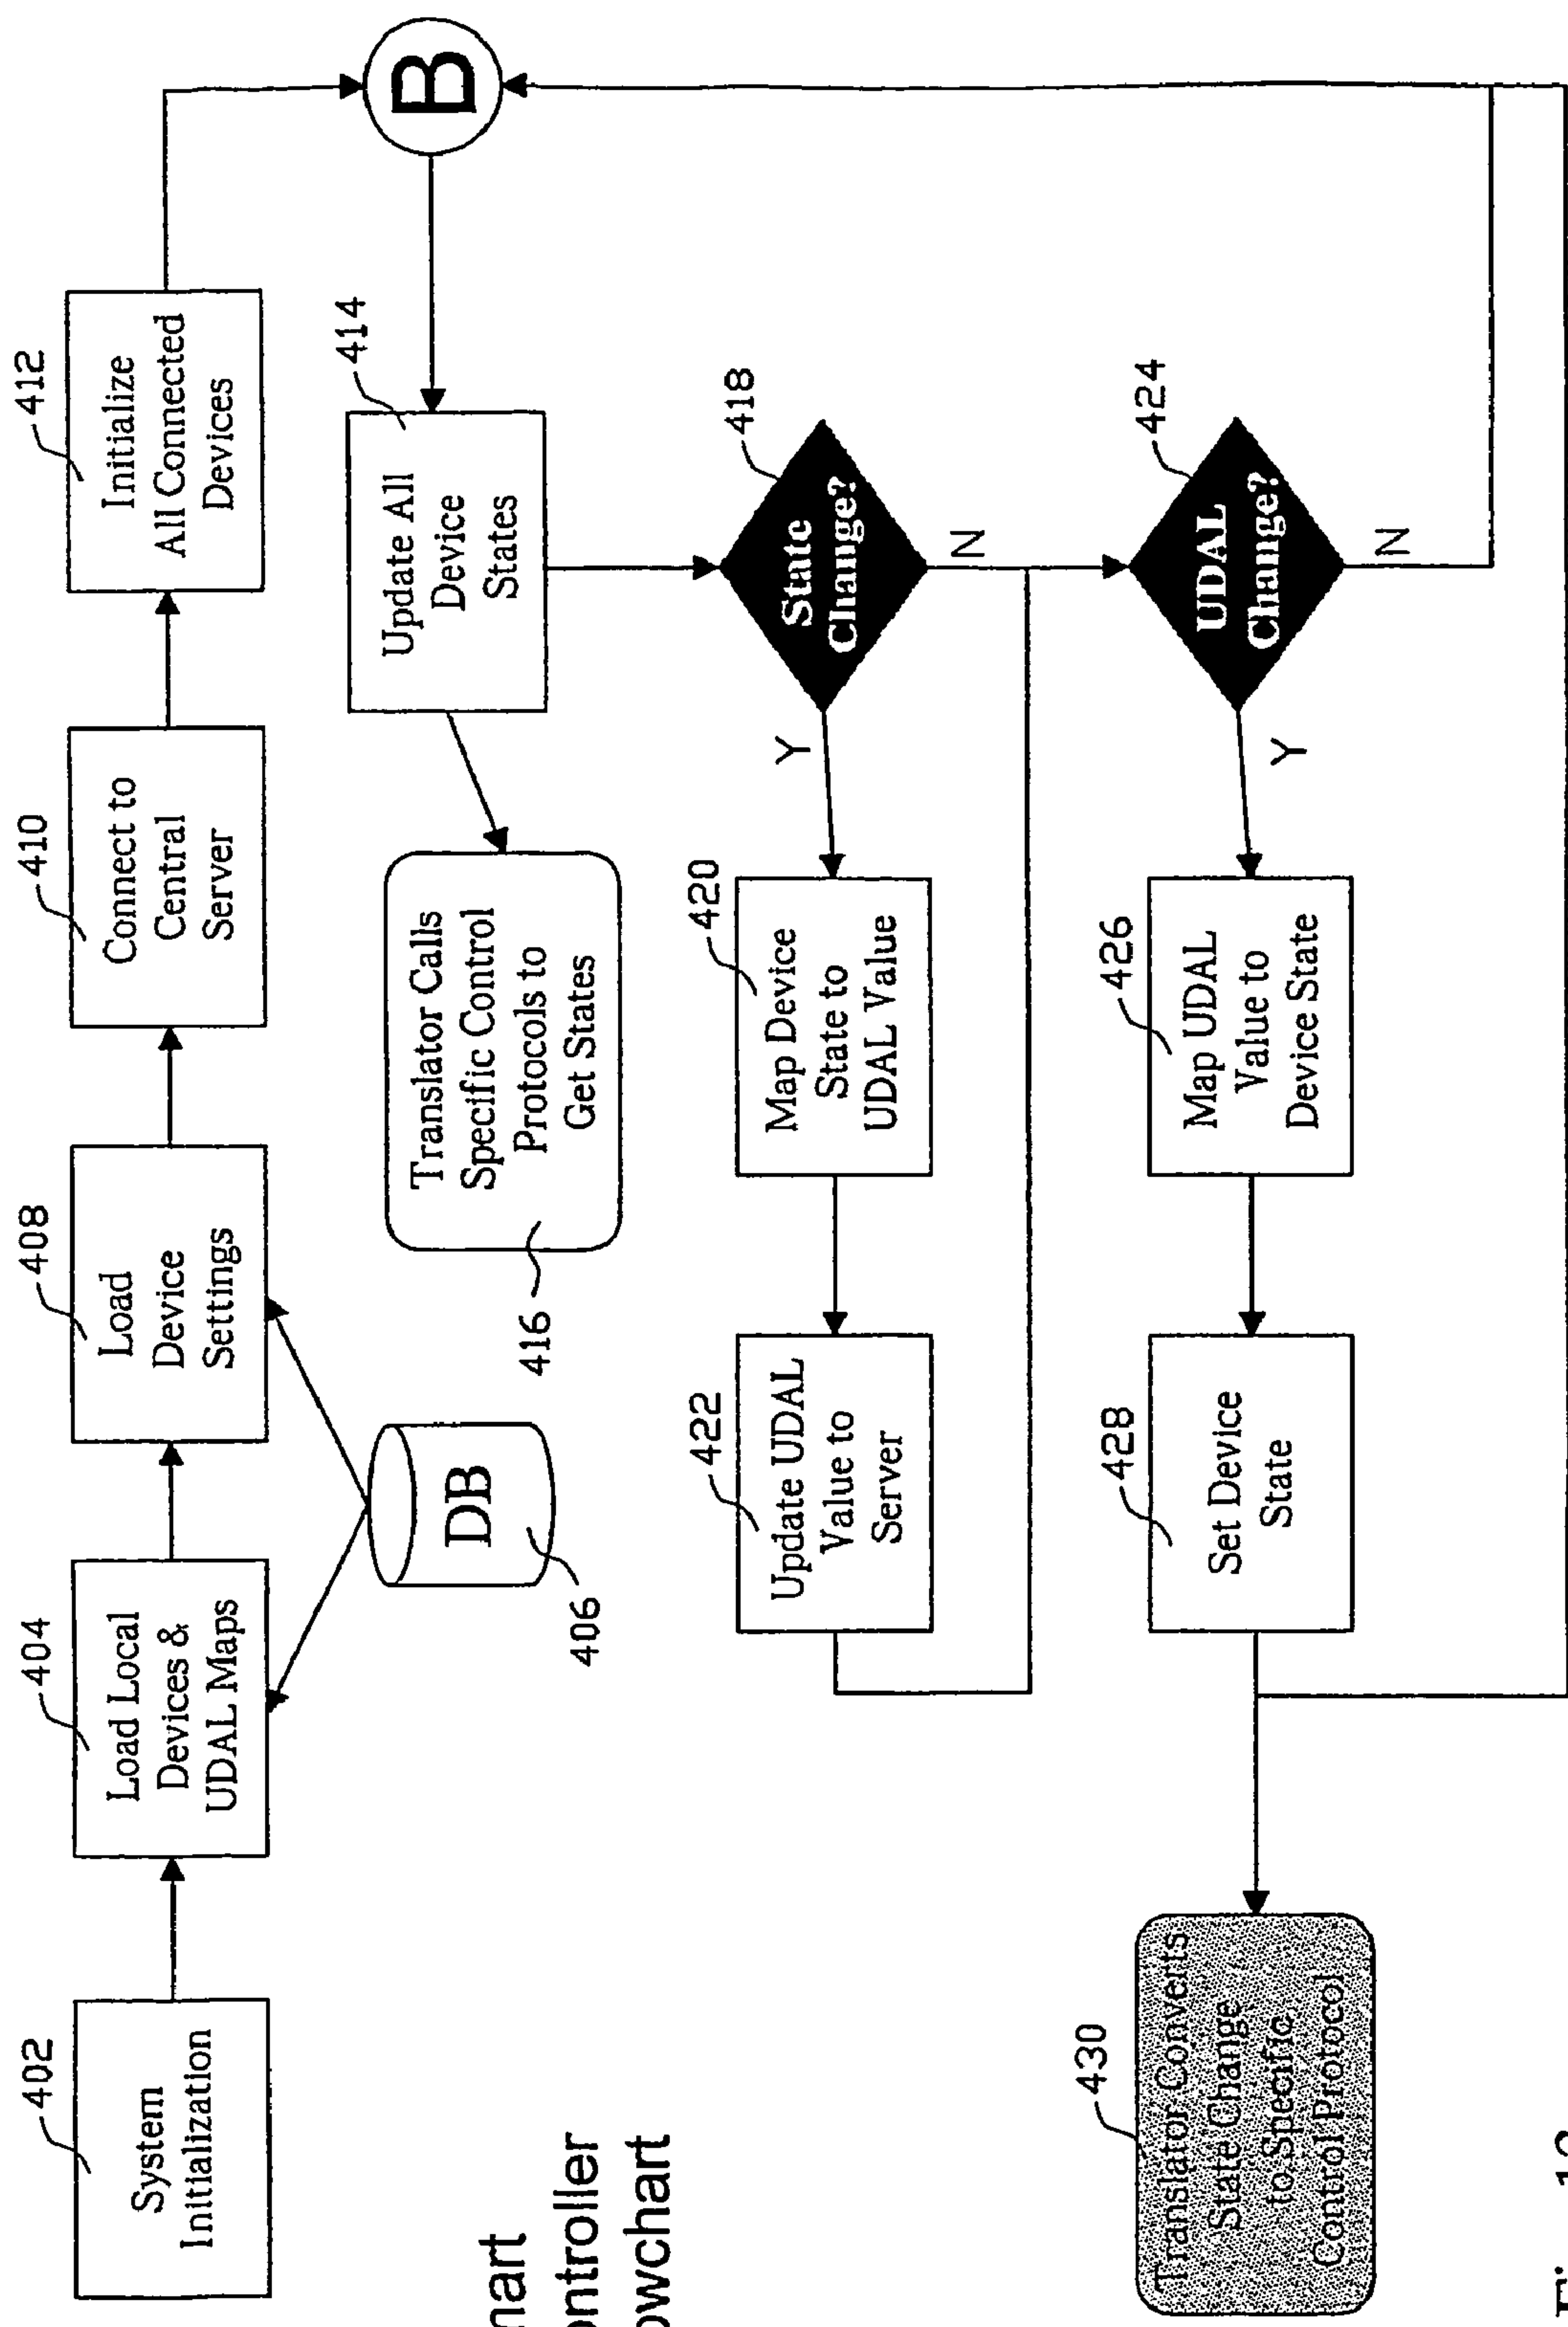 402
System
Initialization
404
Load Local
Devices &
UDAL Maps
406
DB
408
Load
Device
Settings
410
Connect to
Central
Server
412
Initialize
All Connected
Devices
B
414
Update All
Device
States
416
Translator Calls
Specific Control
Protocols to
Get States
418
State
Change?
Y
N
420
Map Device
State to
UDAL Value
422
Update UDAL
Value to
Server
424
UDAL
Change?
Y
N
426
Map UDAL
Value to
Device State
428
Set Device
State
430
Translator Converts
State Change
to Specific
Control Protocol